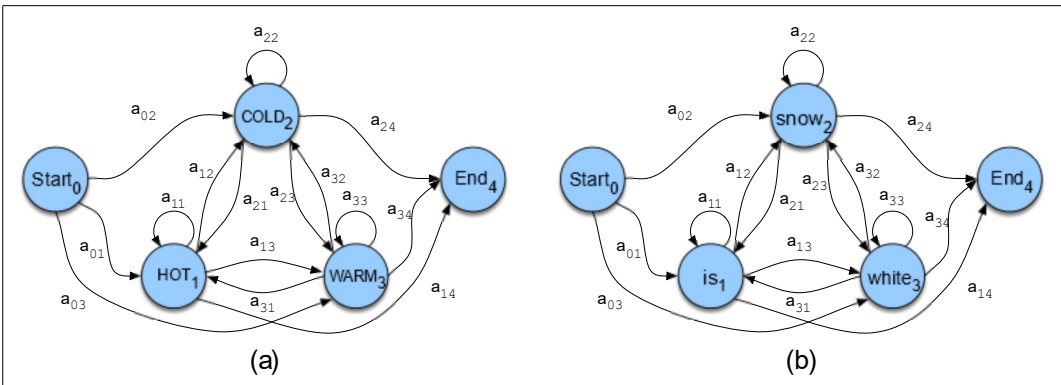 a22
a22
a02
COLD2
a24
a02
snow2
a24
Start0
a12
a32
End4
Start0
a12
a32
End4
a21
a23
a21
a23
a11
a33
a34
a11
a33
a34
a01
a13
a01
a13
HOT1
WARM3
is1
white3
a03
a31
a14
a03
a31
a14
(a)
(b)